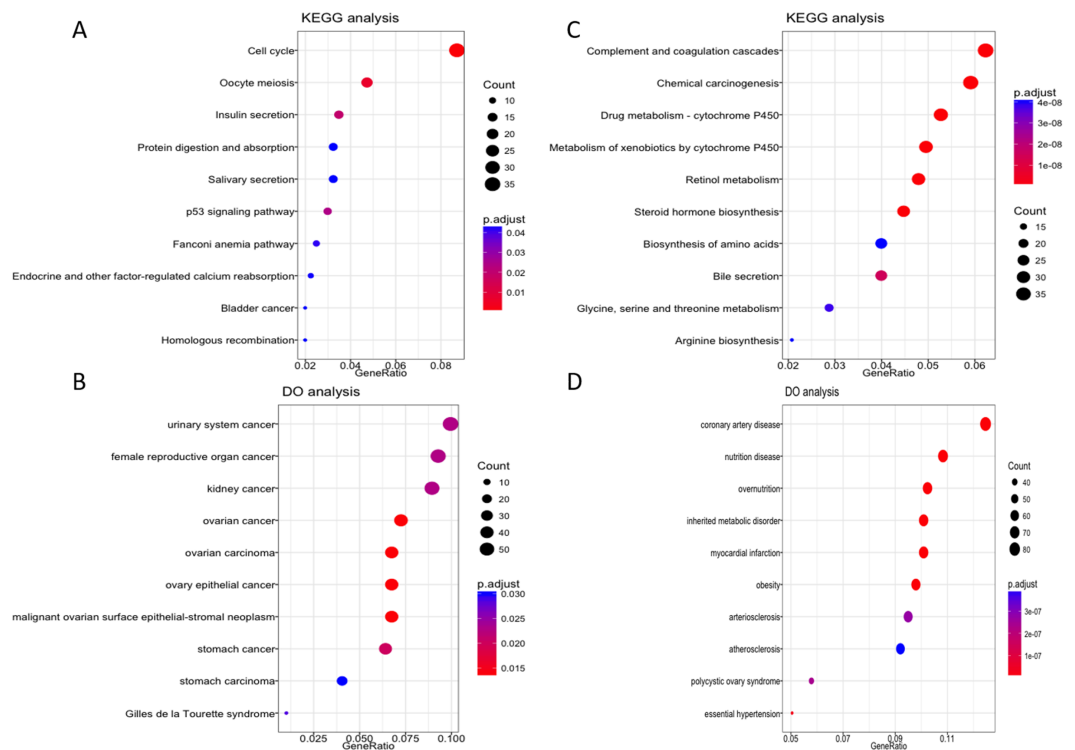 A
KEGG analysis
Cell cycle
Oocyte meiosis
Insulin secretion
Protein digestion and absorption
Salivary secretion
p53 signaling pathway
Fanconi anemia pathway
Endocrine and other factor-regulated calcium reabsorption
Bladder cancer
Homologous recombination
0.02 0.04 0.06 0.08
GeneRatio
Count
10
15
20
25
30
35
p.adjust
0.04
0.03
0.02
0.01
C
KEGG analysis
Complement and coagulation cascades
Chemical carcinogenesis
Drug metabolism - cytochrome P450
Metabolism of xenobiotics by cytochrome P450
Retinol metabolism
Steroid hormone biosynthesis
Biosynthesis of amino acids
Bile secretion
Glycine, serine and threonine metabolism
Arginine biosynthesis
0.02 0.03 0.04 0.05 0.06
GeneRatio
p.adjust
4e-08
3e-08
2e-08
1e-08
Count
15
20
25
30
35
B
DO analysis
urinary system cancer
female reproductive organ cancer
kidney cancer
ovarian cancer
ovarian carcinoma
ovary epithelial cancer
malignant ovarian surface epithelial-stromal neoplasm
stomach cancer
stomach carcinoma
Gilles de la Tourette syndrome
0.025 0.050 0.075 0.100
GeneRatio
Count
10
20
30
40
50
p.adjust
0.030
0.025
0.020
0.015
D
DO analysis
coronary artery disease
nutrition disease
overnutrition
inherited metabolic disorder
myocardial infarction
obesity
arteriosclerosis
atherosclerosis
polycystic ovary syndrome
essential hypertension
0.05 0.07 0.09 0.11
GeneRatio
Count
40
50
60
70
80
p.adjust
3e-07
2e-07
1e-07